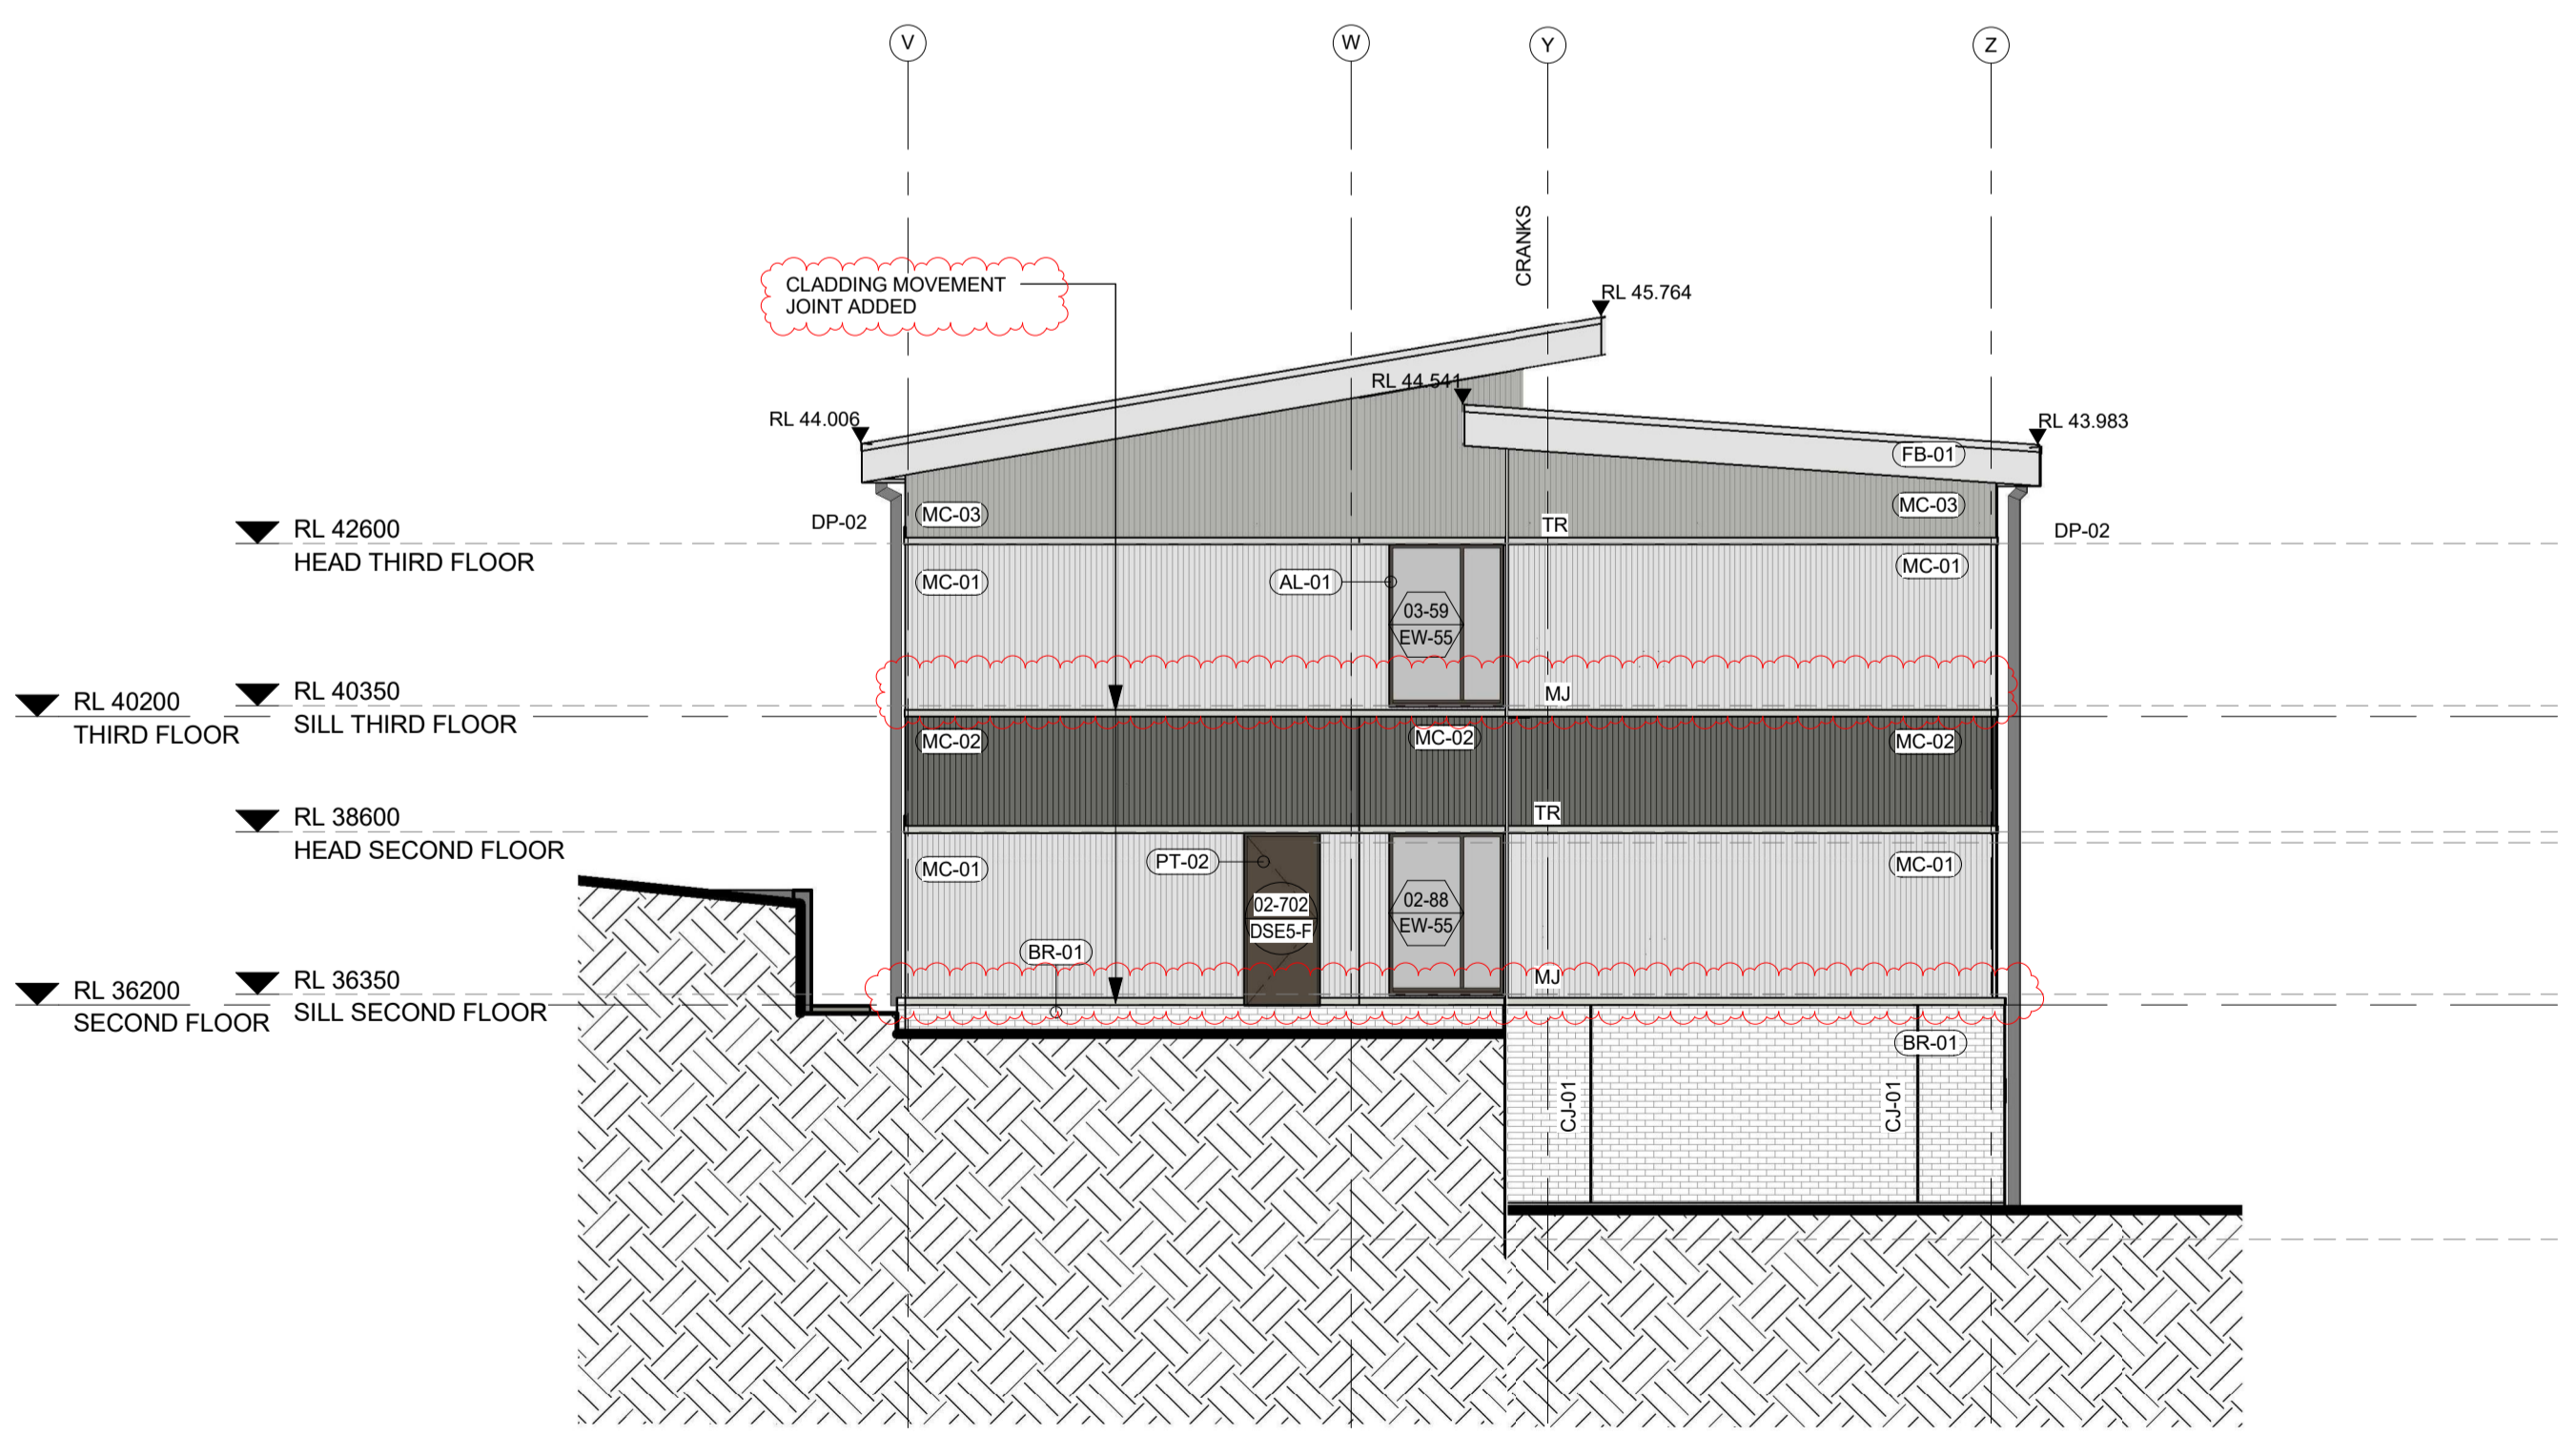 V
W
Y
Z
CRANKS
CLADDING MOVEMENT
JOINT ADDED
RL 45.764
RL 44.541
RL 44.006
RL 43.983
FB-01
MC-03
MC-03
DP-02
TR
DP-02
RL 42600
HEAD THIRD FLOOR
MC-01
AL-01
MC-01
03-59
EW-55
RL 40350
SILL THIRD FLOOR
RL 40200
THIRD FLOOR
MJ
MC-02
MC-02
MC-02
RL 38600
HEAD SECOND FLOOR
TR
MC-01
PT-02
MC-01
02-702
DSE5-F
02-88
EW-55
BR-01
RL 36350
SILL SECOND FLOOR
RL 36200
SECOND FLOOR
MJ
BR-01
CJ-01
CJ-01